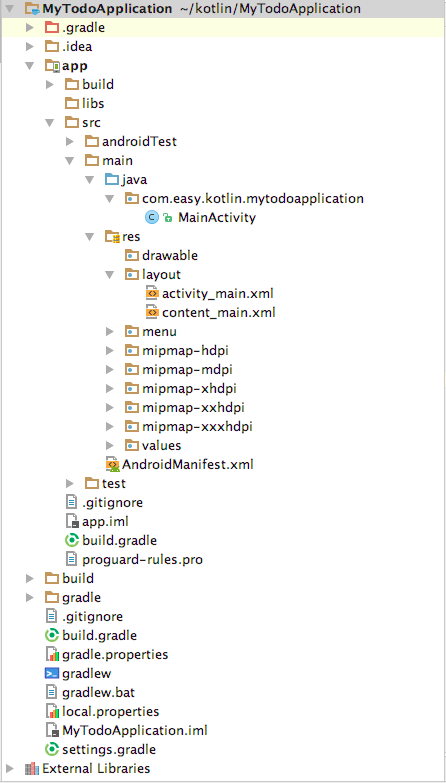 MyTodoApplication ~/kotlin/MyTodoApplication
.gradle
.idea
app
build
libs
src
androidTest
main
java
com.easy.kotlin.mytodoapplication
MainActivity
res
drawable
layout
activity_main.xml
content_main.xml
menu
mipmap-hdpi
mipmap-mdpi
mipmap-xhdpi
mipmap-xxhdpi
mipmap-xxxhdpi
values
AndroidManifest.xml
test
.gitignore
app.iml
build.gradle
proguard-rules.pro
build
gradle
.gitignore
build.gradle
gradle.properties
gradlew
gradlew.bat
local.properties
MyTodoApplication.iml
settings.gradle
External Libraries